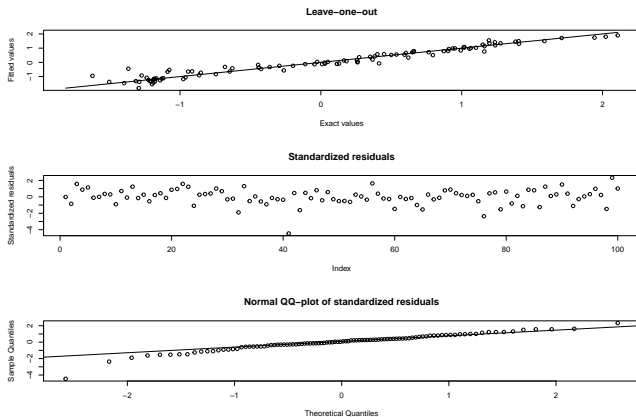 Leave−one−out
Fitted values
−1 0 1 2
−1 0 1 2
Exact values
Standardized residuals
Standardized residuals
−4 −2 0 2
0 20 40 60 80 100
Index
Normal QQ−plot of standardized residuals
Sample Quantiles
−4 −2 0 2
−2 −1 0 1 2
Theoretical Quantiles